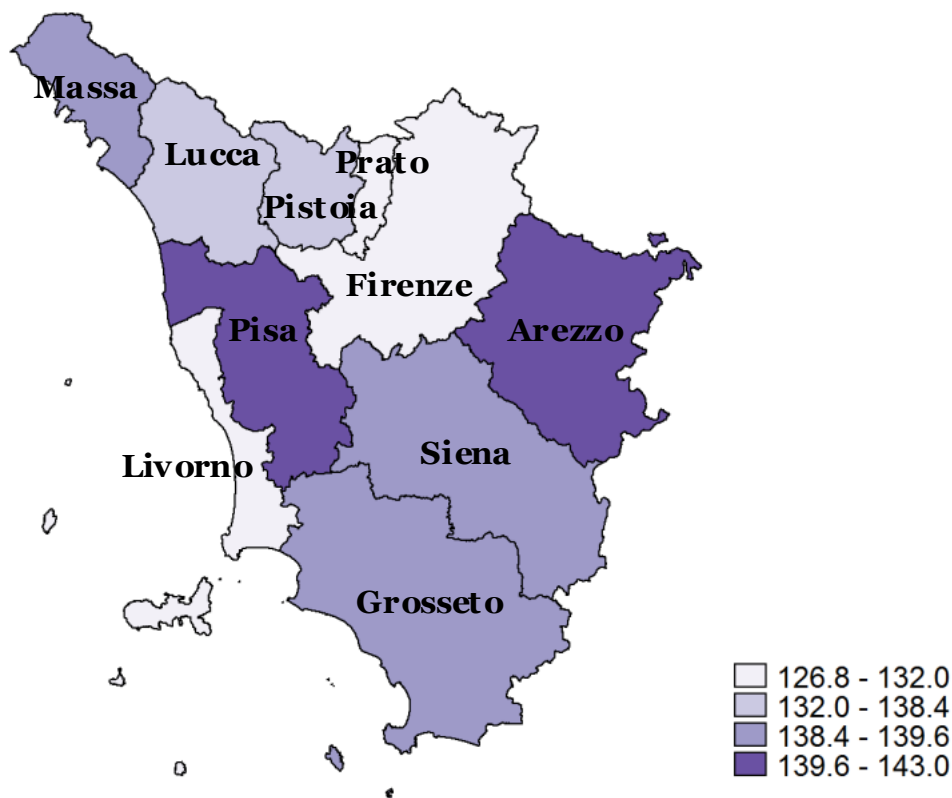 Massa
Lucca
Prato
Pistoia
Firenze
Pisa
Arezzo
Siena
Livorno
Grosseto
126.8 - 132.0
132.0 - 138.4
138.4 - 139.6
139.6 - 143.0